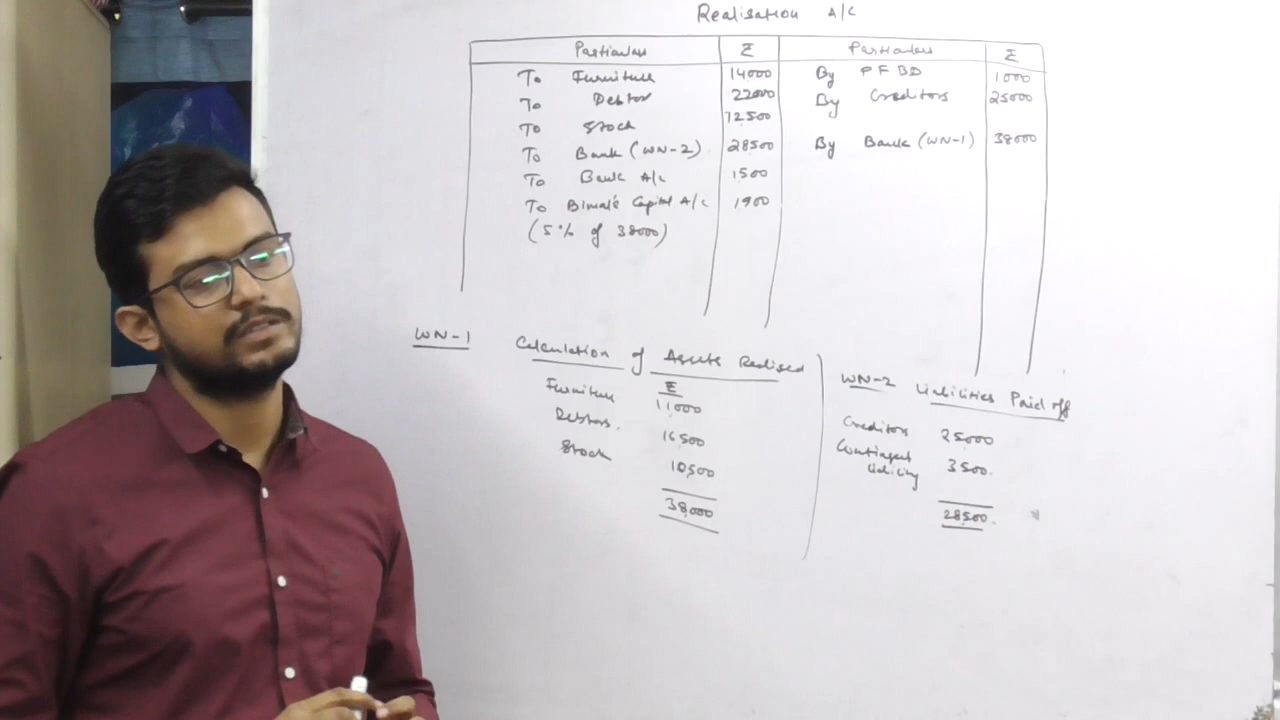 Realisation A/c
Particulars ₹ Particulars ₹
To Furniture 14000 By PFBD 1000
To Debtor 22000 By Creditors 25000
To Stock 12500
To Bank (WN-2) 28500 By Bank (WN-1) 38000
To Bank A/c 1500
To Bimal's Capital A/c 1900
(5% of 38000)
WN-1 Calculation of Assets Realised
₹
Furniture 11000
Debtors. 16500
Stock 10500
38000
WN-2 Liabilities Paid off
Creditors 25000
Contingent
liability 3500.
28500.